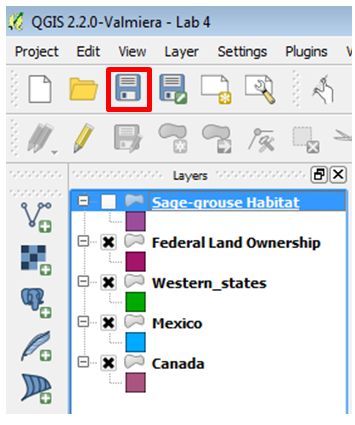 QGIS 2.2.0-Valmiera - Lab 4
Project Edit View Layer Settings Plugins
Layers
Sage-grouse Habitat
Federal Land Ownership
Western_states
Mexico
Canada